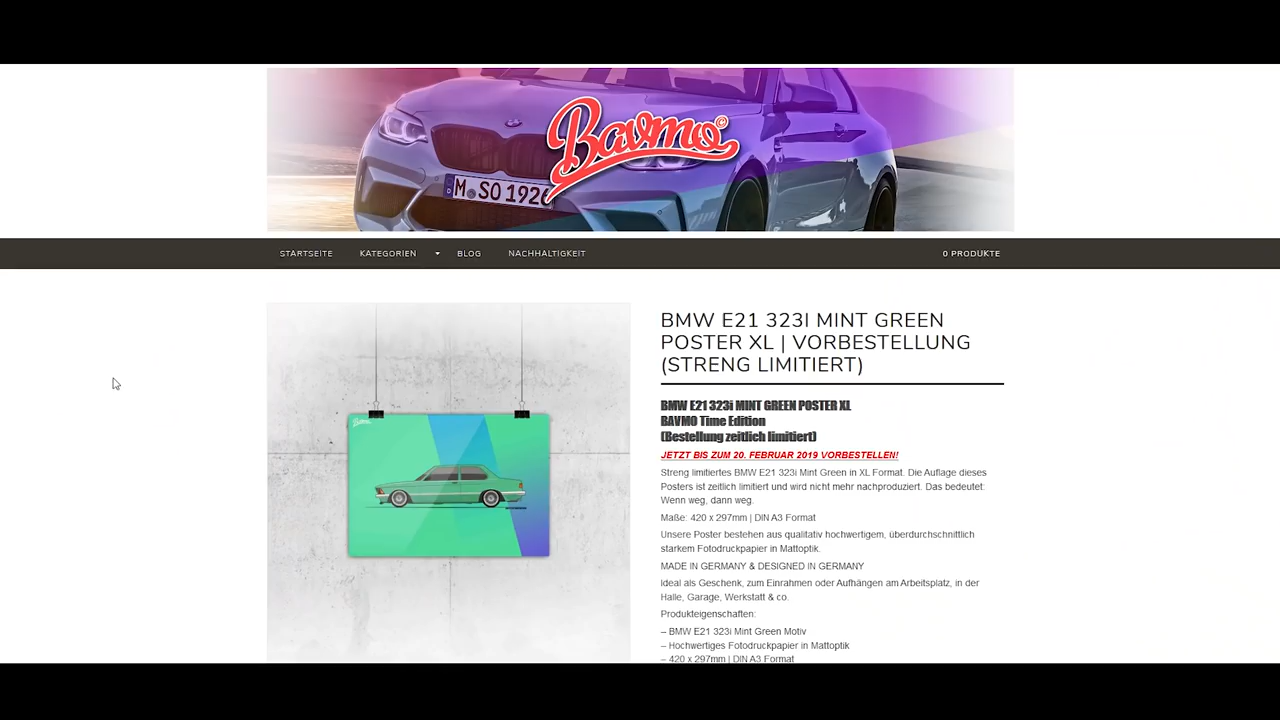 Bavmo©
M SO 1926
STARTSEITE
KATEGORIEN
BLOG
NACHHALTIGKEIT
0 PRODUKTE
BMW E21 323I MINT GREEN
POSTER XL | VORBESTELLUNG
(STRENG LIMITIERT)
Bavmo
BMW E21 323i MINT GREEN POSTER XL
BAVMO Time Edition
(Bestellung zeitlich limitiert)
JETZT BIS ZUM 20. FEBRUAR 2019 VORBESTELLEN!
Streng limitiertes BMW E21 323i Mint Green in XL Format. Die Auflage dieses
Posters ist zeitlich limitiert und wird nicht mehr nachproduziert. Das bedeutet:
Wenn weg, dann weg.
Maße: 420 x 297mm | DIN A3 Format
Unsere Poster bestehen aus qualitativ hochwertigem, überdurchschnittlich
starkem Fotodruckpapier in Mattoptik.
MADE IN GERMANY & DESIGNED IN GERMANY
Ideal als Geschenk, zum Einrahmen oder Aufhängen am Arbeitsplatz, in der
Halle, Garage, Werkstatt & co.
Produkteigenschaften:
– BMW E21 323i Mint Green Motiv
– Hochwertiges Fotodruckpapier in Mattoptik
– 420 x 297mm | DIN A3 Format